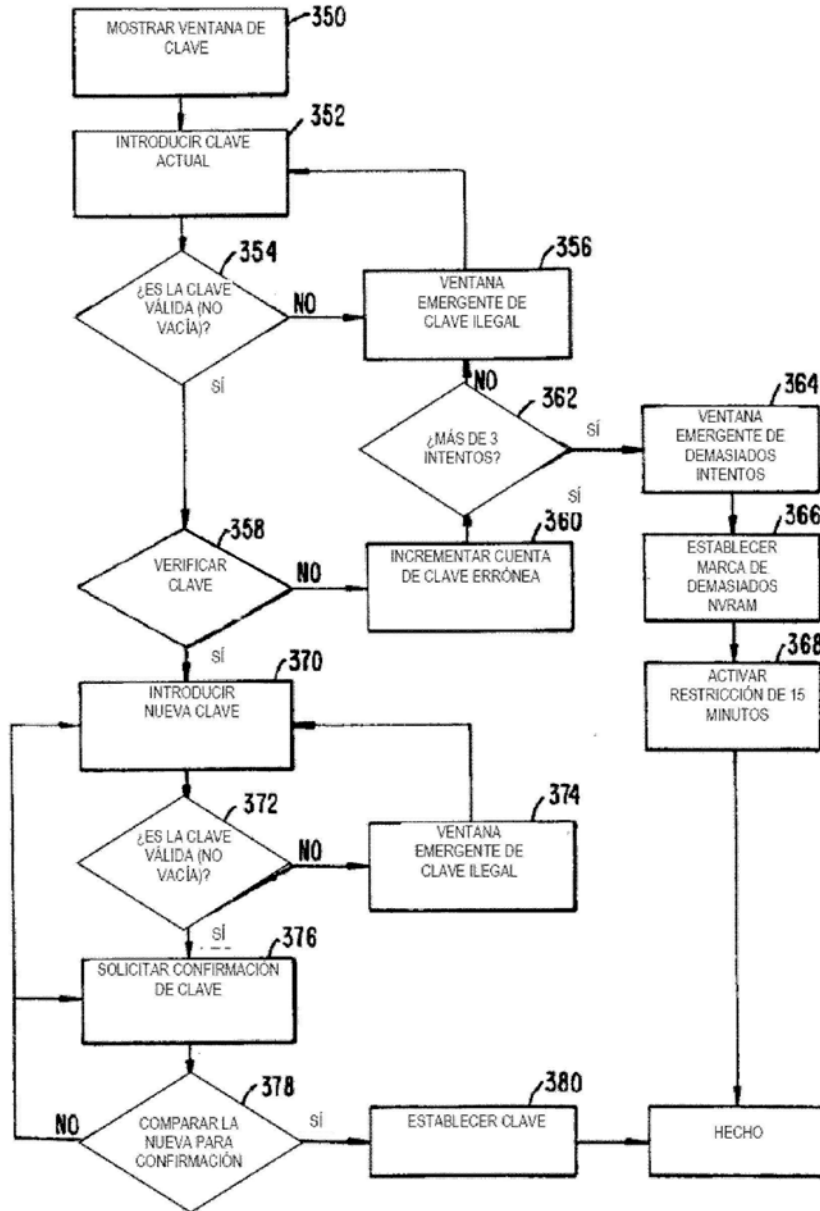 350
MOSTRAR VENTANA DE
CLAVE
352
INTRODUCIR CLAVE
ACTUAL
354
¿ES LA CLAVE
VÁLIDA (NO
VACÍA)?
NO
SÍ
356
VENTANA
EMERGENTE DE
CLAVE ILEGAL
NO
362
¿MÁS DE 3
INTENTOS?
SÍ
SÍ
364
VENTANA
EMERGENTE DE
DEMASIADOS
INTENTOS
358
VERIFICAR
CLAVE
NO
SÍ
360
INCREMENTAR CUENTA
DE CLAVE ERRÓNEA
366
ESTABLECER
MARCA DE
DEMASIADOS
NVRAM
368
ACTIVAR
RESTRICCIÓN DE 15
MINUTOS
370
INTRODUCIR
NUEVA CLAVE
372
¿ES LA CLAVE
VÁLIDA (NO
VACÍA)?
NO
SÍ
374
VENTANA
EMERGENTE DE
CLAVE ILEGAL
376
SOLICITAR CONFIRMACIÓN
DE CLAVE
378
NO
COMPARAR LA
NUEVA PARA
CONFIRMACIÓN
SÍ
380
ESTABLECER CLAVE
HECHO